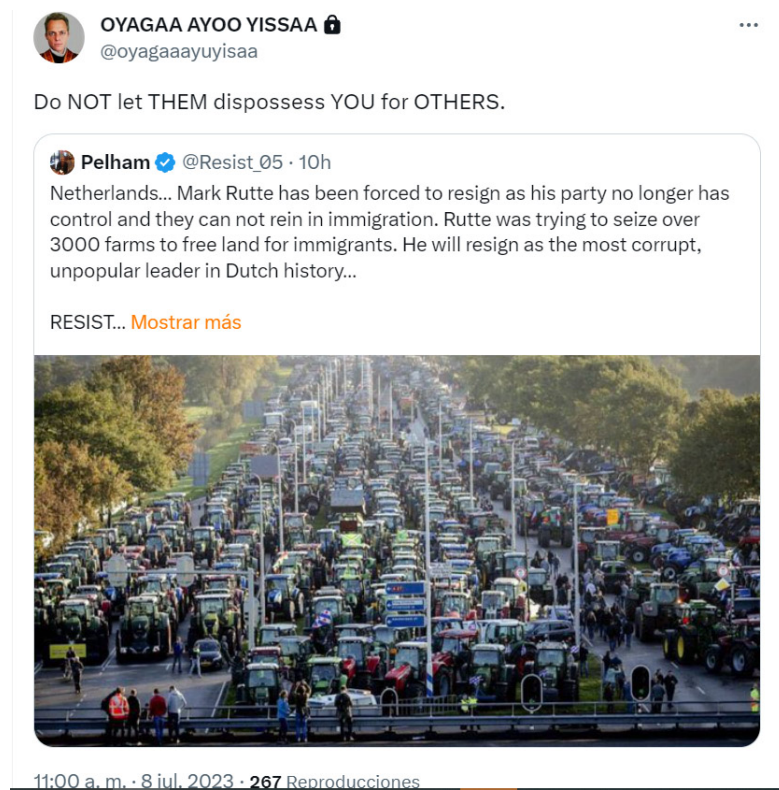 OYAGAA AYOO YISSAA
@oyagaaayuyisaa
Do NOT let THEM dispossess YOU for OTHERS.
Pelham @Resist_05 · 10h
Netherlands... Mark Rutte has been forced to resign as his party no longer has
control and they can not rein in immigration. Rutte was trying to seize over
3000 farms to free land for immigrants. He will resign as the most corrupt,
unpopular leader in Dutch history...
RESIST... Mostrar más
11:00 a. m. · 8 jul. 2023 · 267 Reproducciones